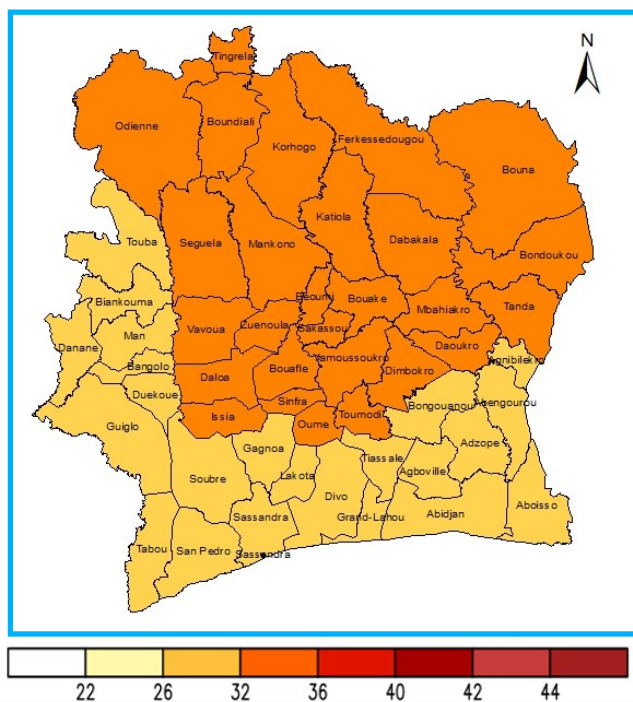 N
Tingrela
Odienne
Boundiali
Korhogo
Ferkessedougou
Bouna
Touba
Seguela
Mankono
Katiola
Dabakala
Bondoukou
Biankouma
Beoumi
Bouake
Mbahiakro
Tanda
Danane
Man
Vavoua
Zuenoula
Sakassou
Daoukro
Bangolo
Daloa
Bouafle
Yamoussoukro
Dimbokro
Agnibilekro
Duekoue
Issia
Sinfra
Oume
Toumodi
Bongouanou
Abengourou
Guiglo
Gagnoa
Tiassale
Adzope
Soubre
Lakota
Divo
Agboville
Sassandra
Grand-Lahou
Abidjan
Aboisso
Tabou
San Pedro
Sassandra
22 26 32 36 40 42 44